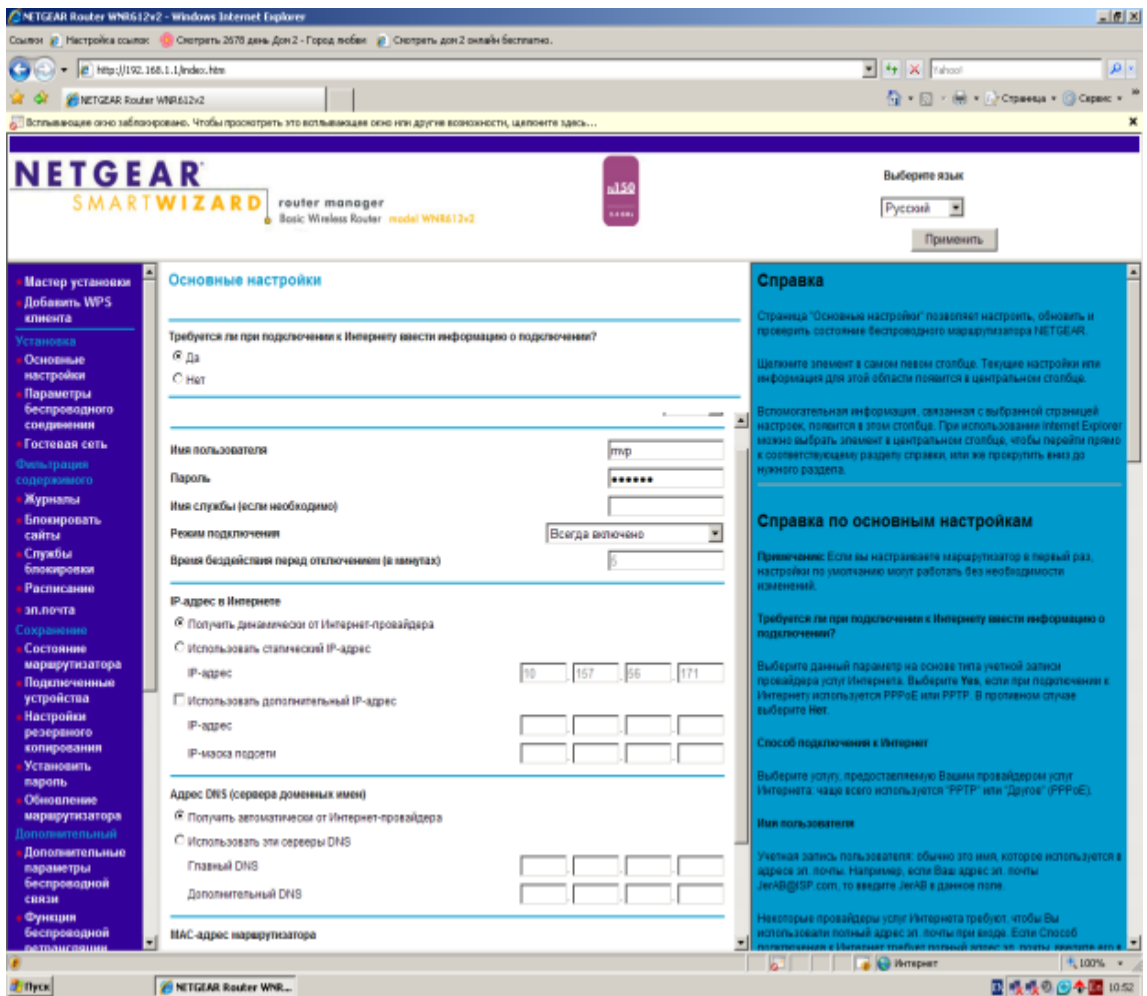 NETGEAR Router WNR612v2 - Windows Internet Explorer
Ссылки Настройка ссылок Смотреть 2678 день Дом 2 - Город любви Смотреть дом 2 онлайн бесплатно.
http://192.168.1.1/index.htm
Yahoo!
NETGEAR Router WNR612v2
Страница Сервис
Всплывающее окно заблокировано. Чтобы просмотреть это всплывающее окно или другие возможности, щелкните здесь...
NETGEAR
SMARTWIZARD router manager
Basic Wireless Router model WNR612v2
N150
2.4 GHz
Выберите язык
Русский
Применить
Мастер установки
Добавить WPS
клиента
Установка
Основные
настройки
Параметры
беспроводного
соединения
Гостевая сеть
Фильтрация
содержимого
Журналы
Блокировать
сайты
Службы
блокировки
Расписание
эл.почта
Сохранение
Состояние
маршрутизатора
Подключенные
устройства
Настройки
резервного
копирования
Установить
пароль
Обновление
маршрутизатора
Дополнительный
Дополнительные
параметры
беспроводной
связи
Функция
беспроводной
ретрансляции
Основные настройки
Требуется ли при подключении к Интернету ввести информацию о подключении?
Да
Нет
Имя пользователя mvp
Пароль ••••••
Имя службы (если необходимо)
Режим подключения Всегда включено
Время бездействия перед отключением (в минутах) 5
IP-адрес в Интернете
Получить динамически от Интернет-провайдера
Использовать статический IP-адрес
IP-адрес 10 . 157 . 56 . 171
Использовать дополнительный IP-адрес
IP-адрес . . .
IP-маска подсети . . .
Адрес DNS (сервера доменных имен)
Получить автоматически от Интернет-провайдера
Использовать эти серверы DNS
Главный DNS . . .
Дополнительный DNS . . .
MAC-адрес маршрутизатора
Справка
Страница "Основные настройки" позволяет настроить, обновить и
проверить состояние беспроводного маршрутизатора NETGEAR.
Щелкните элемент в самом левом столбце. Текущие настройки или
информация для этой области появится в центральном столбце.
Вспомогательная информация, связанная с выбранной страницей
настроек, появится в этом столбце. При использовании Internet Explorer
можно выбрать элемент в центральном столбце, чтобы перейти прямо
к соответствующему разделу справки, или же прокрутить вниз до
нужного раздела.
Справка по основным настройкам
Примечание: Если вы настраиваете маршрутизатор в первый раз,
настройки по умолчанию могут работать без необходимости
изменений.
Требуется ли при подключении к Интернету ввести информацию о
подключении?
Выберите данный параметр на основе типа учетной записи
провайдера услуг Интернета. Выберите Yes, если при подключении к
Интернету используется PPPoE или PPTP. В противном случае
выберите Нет.
Способ подключения к Интернет
Выберите услугу, предоставляемую Вашим провайдером услуг
Интернета: чаще всего используется "PPTP" или "Другое" (PPPoE).
Имя пользователя
Учетная запись пользователя: обычно это имя, которое используется в
адресе эл. почты. Например, если Ваш адрес эл. почты
JerAB@ISP.com, то введите JerAB в данное поле.
Некоторые провайдеры услуг Интернета требуют, чтобы Вы
использовали полный адрес эл. почты при входе. Если Способ
подключения к Интернет требует полный адрес эл. почты, введите его в
Интернет 100%
Пуск NETGEAR Router WNR... En 10:52